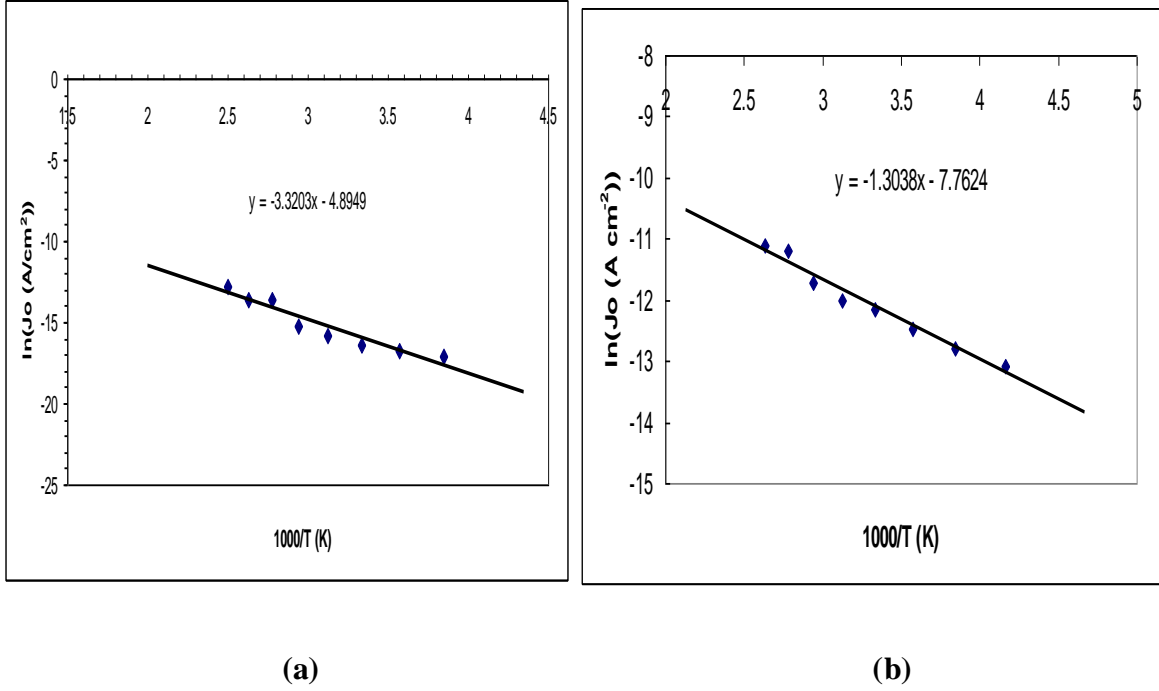 0
1.5 2 2.5 3 3.5 4 4.5
-5
-10
-15
-20
-25
y = -3.3203x - 4.8949
ln(Jo (A/cm²))
1000/T (K)
(a)
-8
2 2.5 3 3.5 4 4.5 5
-9
-10
-11
-12
-13
-14
-15
y = -1.3038x - 7.7624
ln(Jo (A cm⁻²))
1000/T (K)
(b)